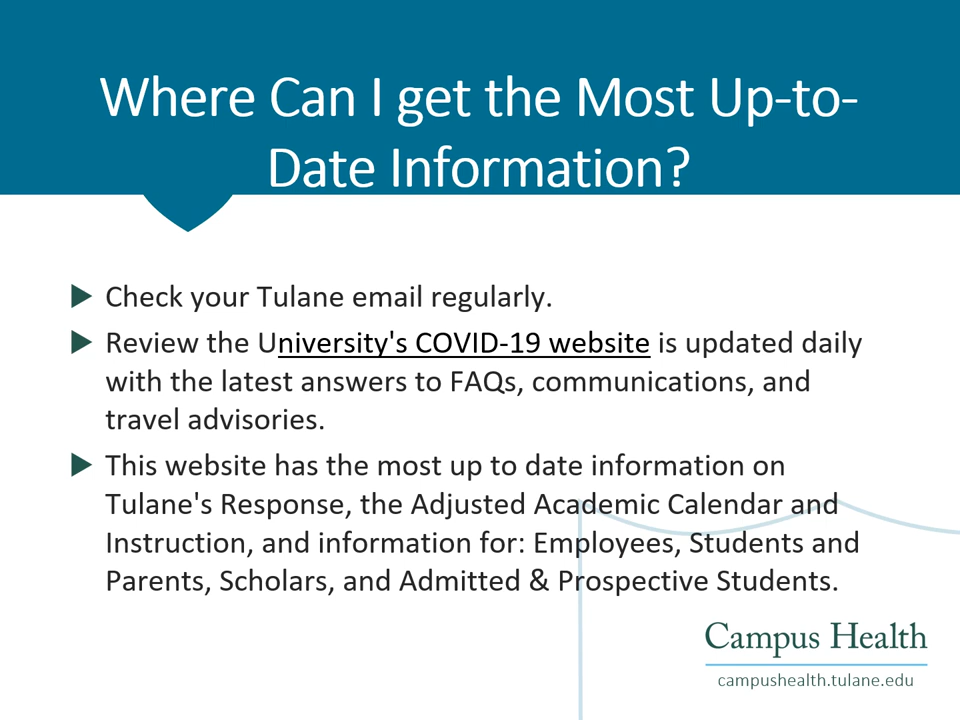 Where Can I get the Most Up-to-
Date Information?
Check your Tulane email regularly.
Review the University's COVID-19 website is updated daily
with the latest answers to FAQs, communications, and
travel advisories.
This website has the most up to date information on
Tulane's Response, the Adjusted Academic Calendar and
Instruction, and information for: Employees, Students and
Parents, Scholars, and Admitted & Prospective Students.
Campus Health
campushealth.tulane.edu